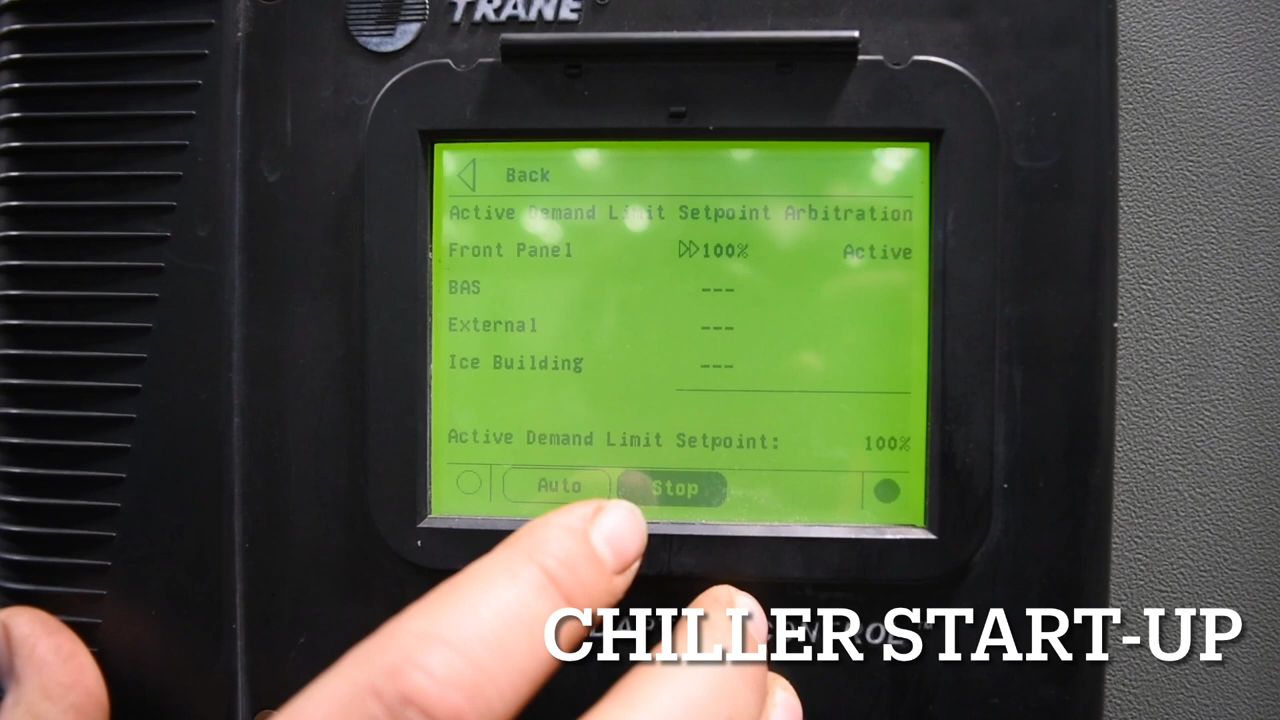 TRANE
Back
Active Demand Limit Setpoint Arbitration
Front Panel 100% Active
BAS ---
External ---
Ice Building ---
Active Demand Limit Setpoint: 100%
Auto Stop
CONTROL
CHILLER START-UP